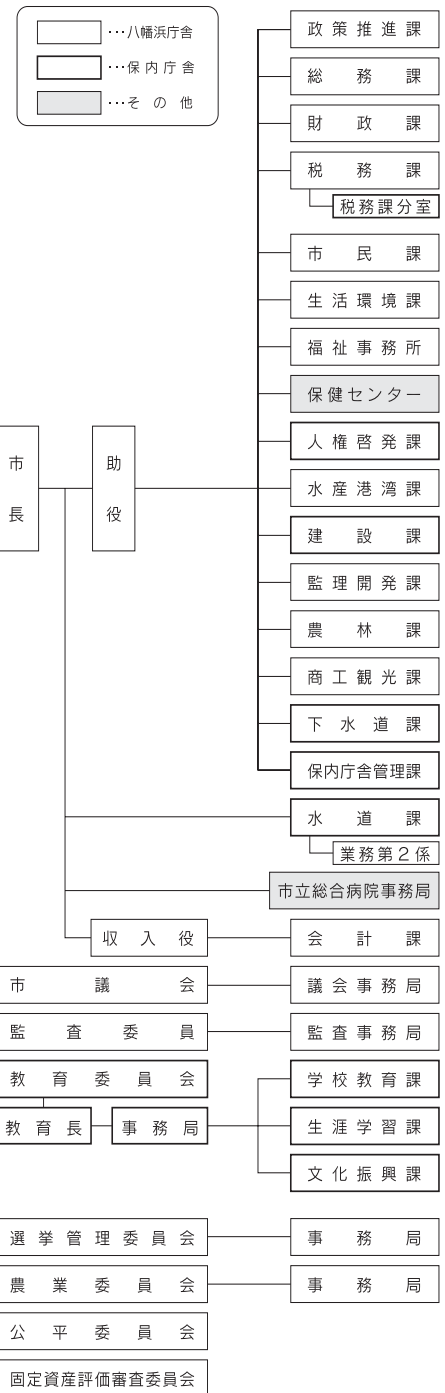 …八幡浜庁舎
…保内庁舎
…その他
政策推進課
総務課
財政課
税務課
税務課分室
市民課
生活環境課
福祉事務所
保健センター
人権啓発課
市長
助役
水産港湾課
建設課
監理開発課
農林課
商工観光課
下水道課
保内庁舎管理課
水道課
業務第2係
市立総合病院事務局
収入役
会計課
市議会
議会事務局
監査委員
監査事務局
教育委員会
学校教育課
教育長
事務局
生涯学習課
文化振興課
選挙管理委員会
事務局
農業委員会
事務局
公平委員会
固定資産評価審査委員会